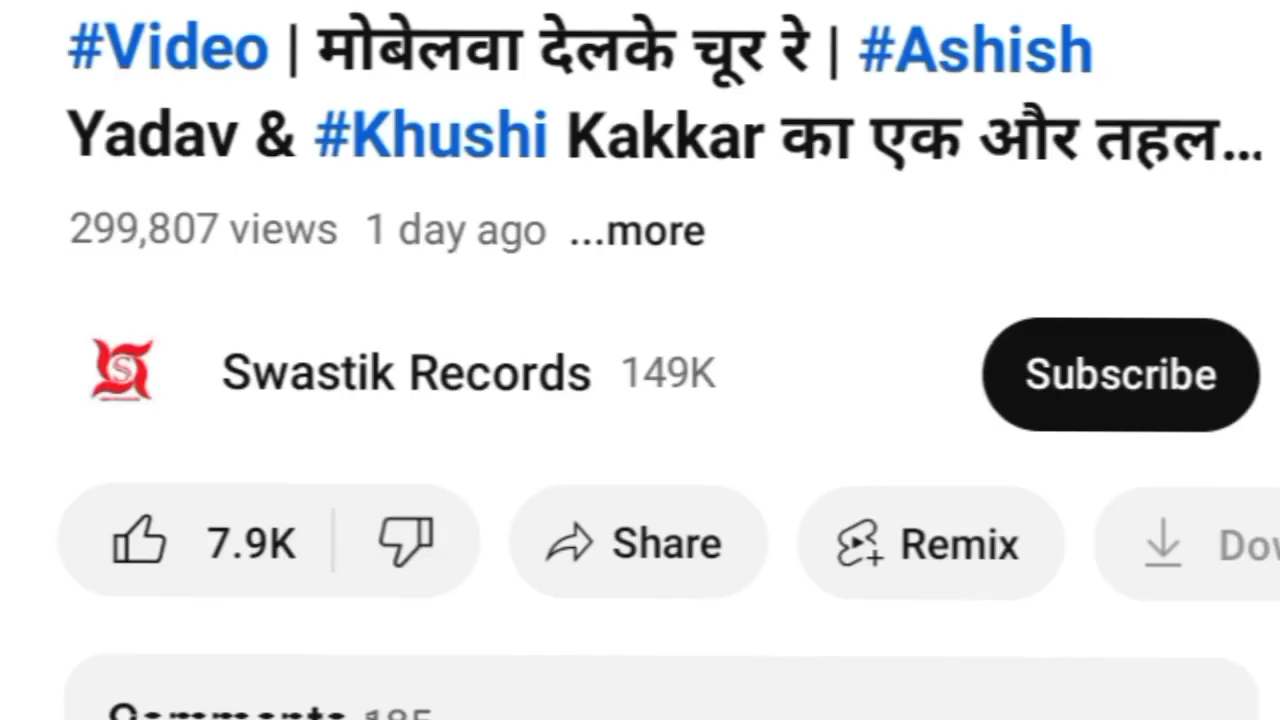 #Video | मोबेलवा देलके चूर रे | #Ashish
Yadav & #Khushi Kakkar का एक और तहल...
299,807 views 1 day ago ...more
Swastik Records 149K
Subscribe
7.9K
Share
Remix